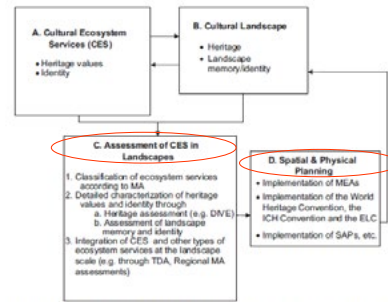 A. Cultural Ecosystem
Services (CES)
• Heritage values
• Identity
B. Cultural Landscape
• Heritage
• Landscape
memory/identity
C. Assessment of CES in
Landscapes
1. Classification of ecosystem services
according to MA
2. Detailed characterization of heritage
values and identity through
a. Heritage assessment (e.g. DIVE)
b. Assessment of landscape
memory and identity
3. Integration of CES and other types of
ecosystem services at the landscape
scale (e.g. through TDA, Regional MA
assessments)
D. Spatial & Physical
Planning
• Implementation of MEAs
• Implementation of the World
Heritage Convention, the
ICH Convention and the ELC
• Implementation of SAPs, etc.